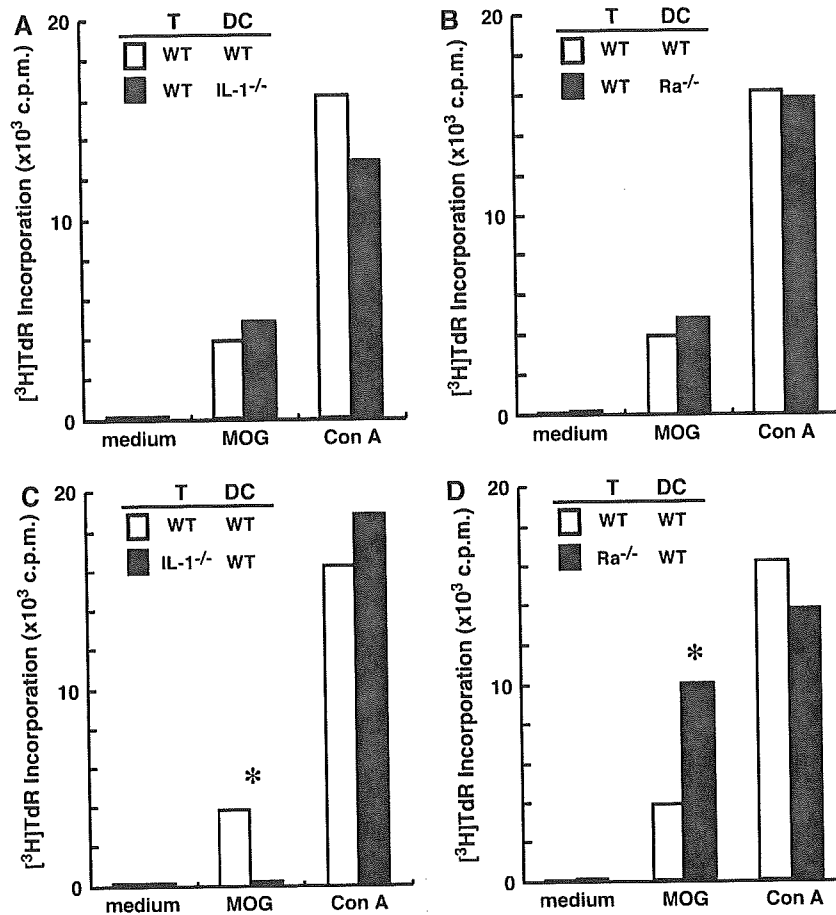 A
[³H]TdR Incorporation (x10³ c.p.m.)
20
10
0
T DC
WT WT
WT IL-1⁻/⁻
medium MOG Con A
B
[³H]TdR Incorporation (x10³ c.p.m.)
20
10
0
T DC
WT WT
WT Ra⁻/⁻
medium MOG Con A
C
[³H]TdR Incorporation (x10³ c.p.m.)
20
10
0
T DC
WT WT
IL-1⁻/⁻ WT
*
medium MOG Con A
D
[³H]TdR Incorporation (x10³ c.p.m.)
20
10
0
T DC
WT WT
Ra⁻/⁻ WT
*
medium MOG Con A